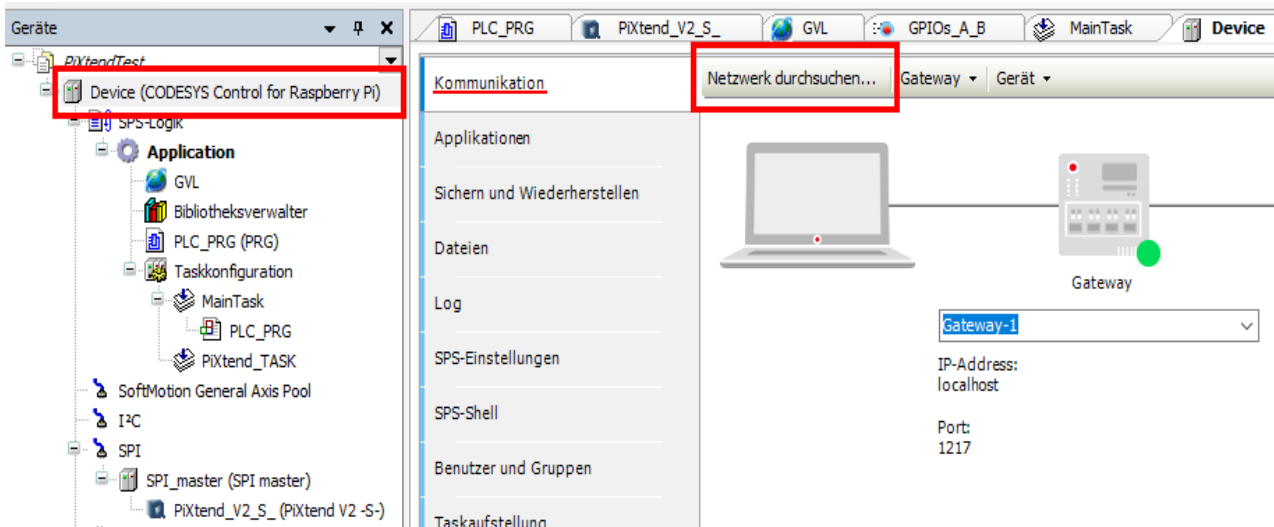 Geräte
PiXtendTest
Device (CODESYS Control for Raspberry Pi)
SPS-Logik
Application
GVL
Bibliotheksverwalter
PLC_PRG (PRG)
Taskkonfiguration
MainTask
PLC_PRG
PiXtend_TASK
SoftMotion General Axis Pool
I²C
SPI
SPI_master (SPI master)
PiXtend_V2_S_ (PiXtend V2 -S-)
PLC_PRG PiXtend_V2_S_ GVL GPIOs_A_B MainTask Device
Kommunikation
Applikationen
Sichern und Wiederherstellen
Dateien
Log
SPS-Einstellungen
SPS-Shell
Benutzer und Gruppen
Taskaufstellung
Netzwerk durchsuchen... Gateway Gerät
Gateway
Gateway-1
IP-Address:
localhost
Port:
1217